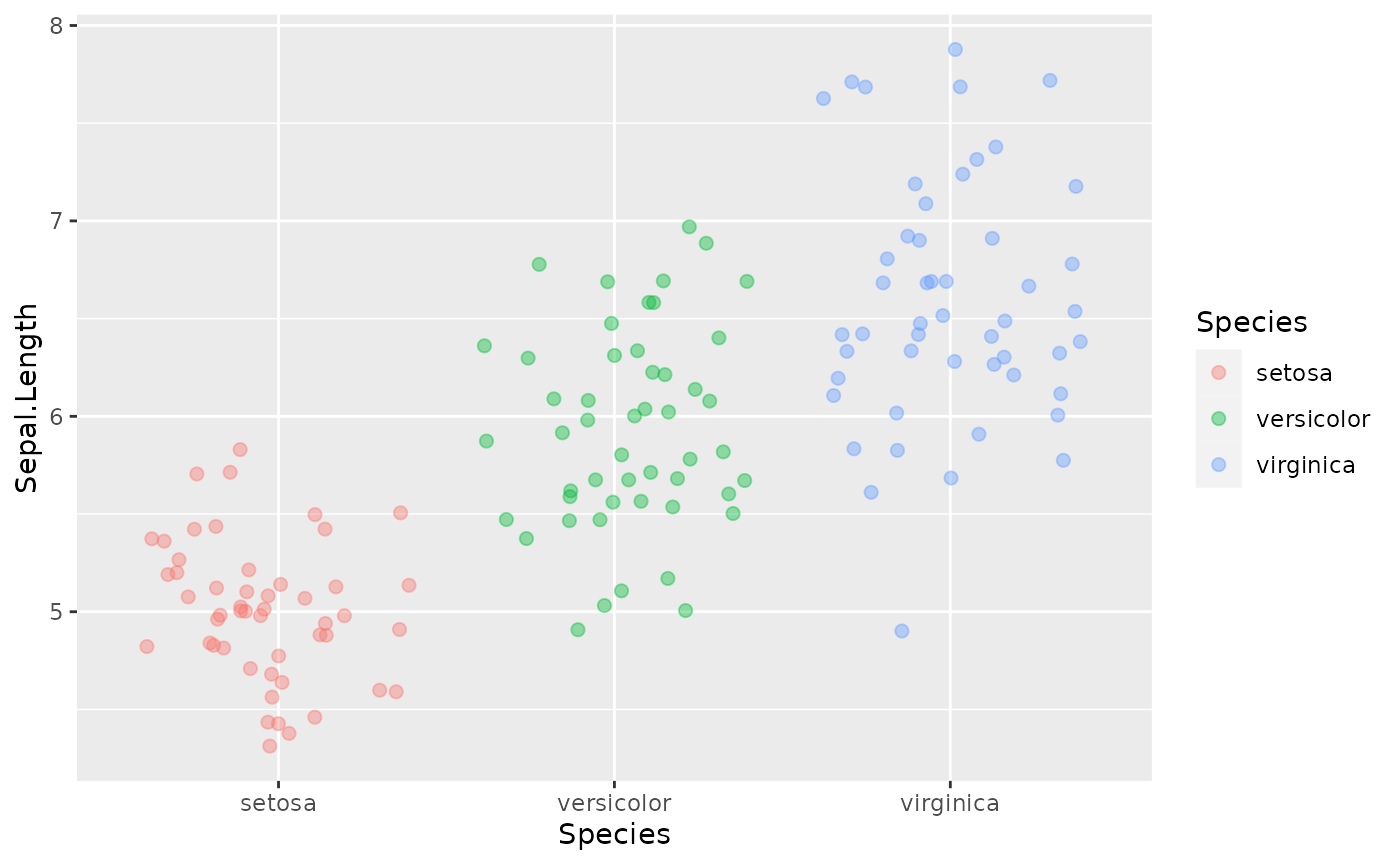 8
7
6
5
Sepal.Length
setosa
versicolor
virginica
Species
Species
setosa
versicolor
virginica